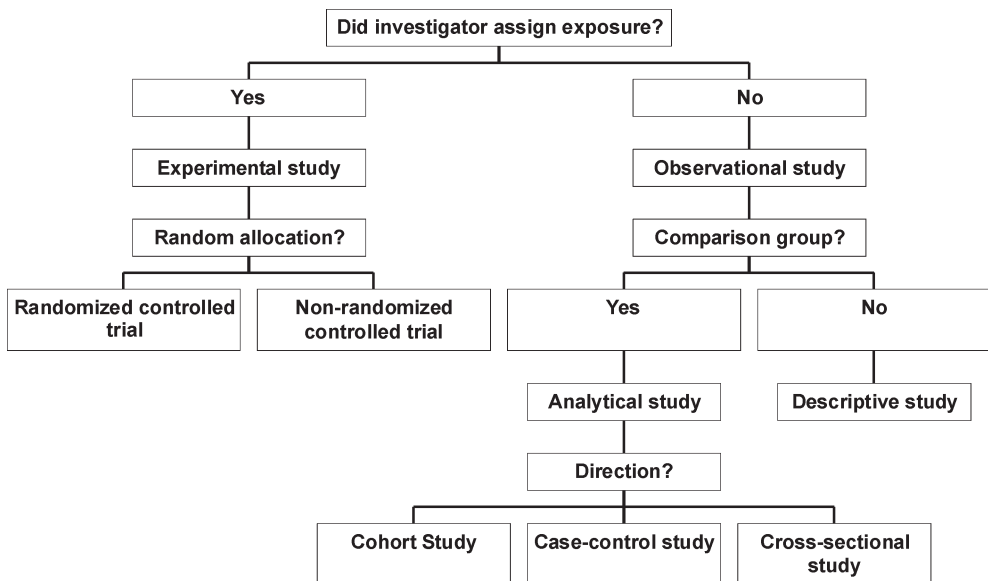 Did investigator assign exposure?
Yes
No
Experimental study
Observational study
Random allocation?
Comparison group?
Randomized controlled
trial
Non-randomized
controlled trial
Yes
No
Analytical study
Descriptive study
Direction?
Cohort Study
Case-control study
Cross-sectional
study